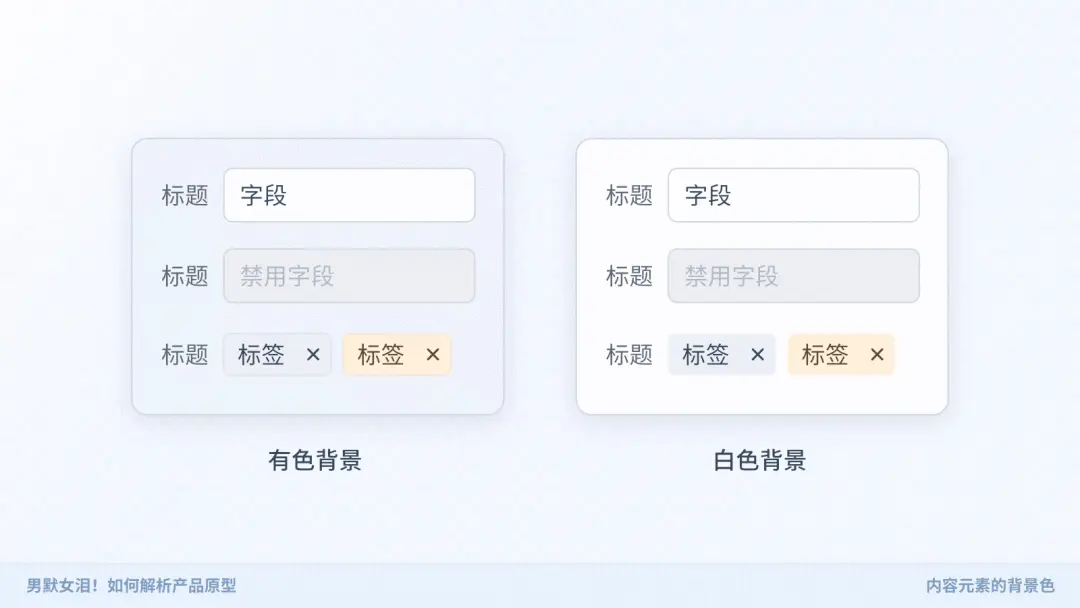 标题 字段
标题 禁用字段
标题 标签 × 标签 ×
有色背景
标题 字段
标题 禁用字段
标题 标签 × 标签 ×
白色背景
男默女泪！如何解析产品原型
内容元素的背景色